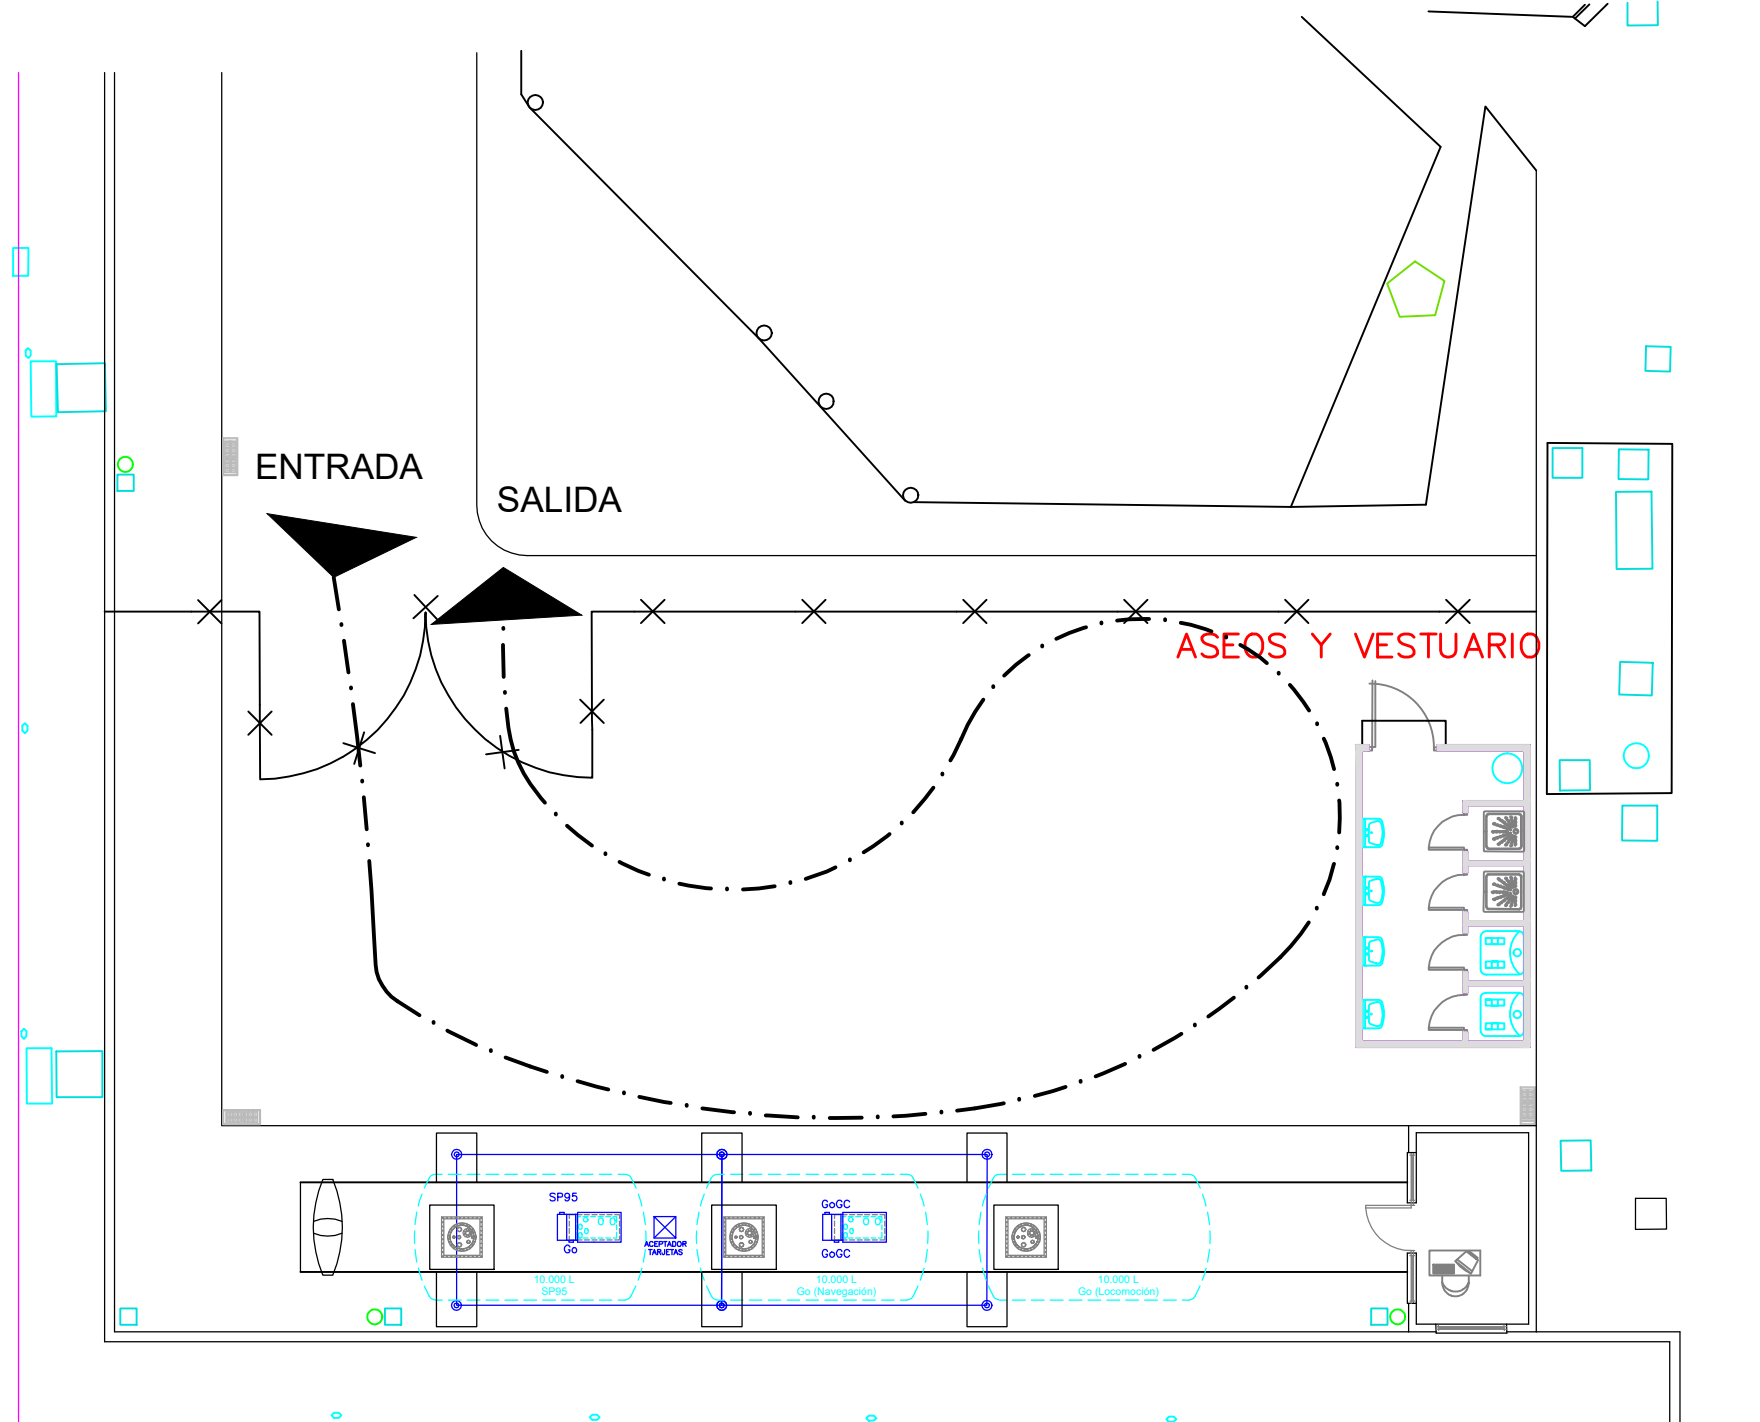 ENTRADA
SALIDA
ASEOS Y VESTUARIO
SP95
Go
ACEPTADOR
TARJETAS
GoGC
GoGC
10.000 L
SP95
10.000 L
Go (Navegación)
10.000 L
Go (Locomoción)